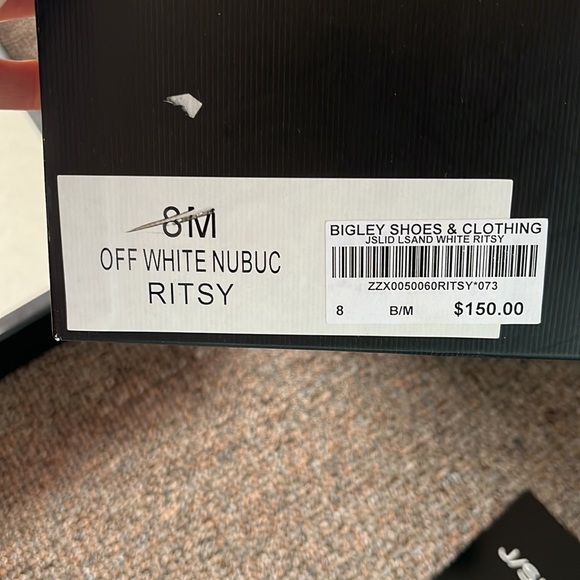 8M
OFF WHITE NUBUC
RITSY
BIGLEY SHOES & CLOTHING
JSLID LSAND WHITE RITSY
ZZX0050060RITSY*073
8 B/M $150.00